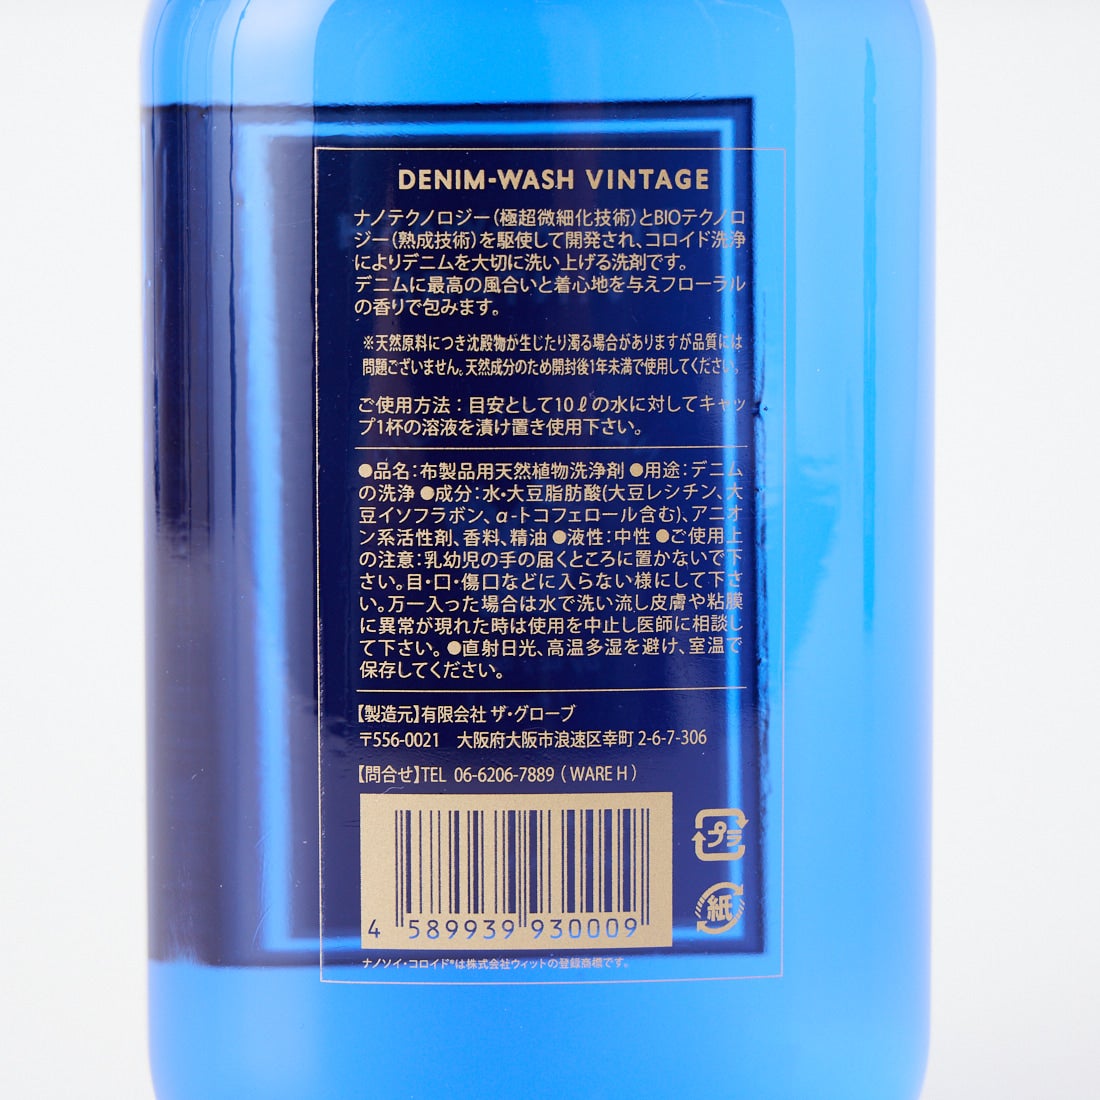 DENIM-WASH VINTAGE
ナノテクノロジー（極超微細化技術）とBIOテクノロ
ジー（熟成技術）を駆使して開発され、コロイド洗浄
によりデニムを大切に洗い上げる洗剤です。
デニムに最高の風合いと着心地を与えフローラル
の香りで包みます。
※天然原料につき沈殿物が生じたり濁る場合がありますが品質には
問題ございません。天然成分のため開封後1年未満で使用してください。
ご使用方法：目安として10ℓの水に対してキャッ
プ1杯の溶液を漬け置き使用下さい。
●品名：布製品用天然植物洗浄剤 ●用途：デニム
の洗浄 ●成分：水・大豆脂肪酸(大豆レシチン、大
豆イソフラボン、α-トコフェロール含む)、アニオ
ン系活性剤、香料、精油 ●液性：中性 ●ご使用上
の注意：乳幼児の手の届くところに置かないで下
さい。目・口・傷口などに入らない様にして下さ
い。万一入った場合は水で洗い流し皮膚や粘膜
に異常が現れた時は使用を中止し医師に相談し
て下さい。 ●直射日光、高温多湿を避け、室温で
保存してください。
【製造元】有限会社 ザ・グローブ
〒556-0021　大阪府大阪市浪速区幸町 2-6-7-306
【問合せ】TEL 06-6206-7889（WARE H）
4 589939 930009
プラ
紙
ナノソイ・コロイド®は株式会社ウィットの登録商標です。